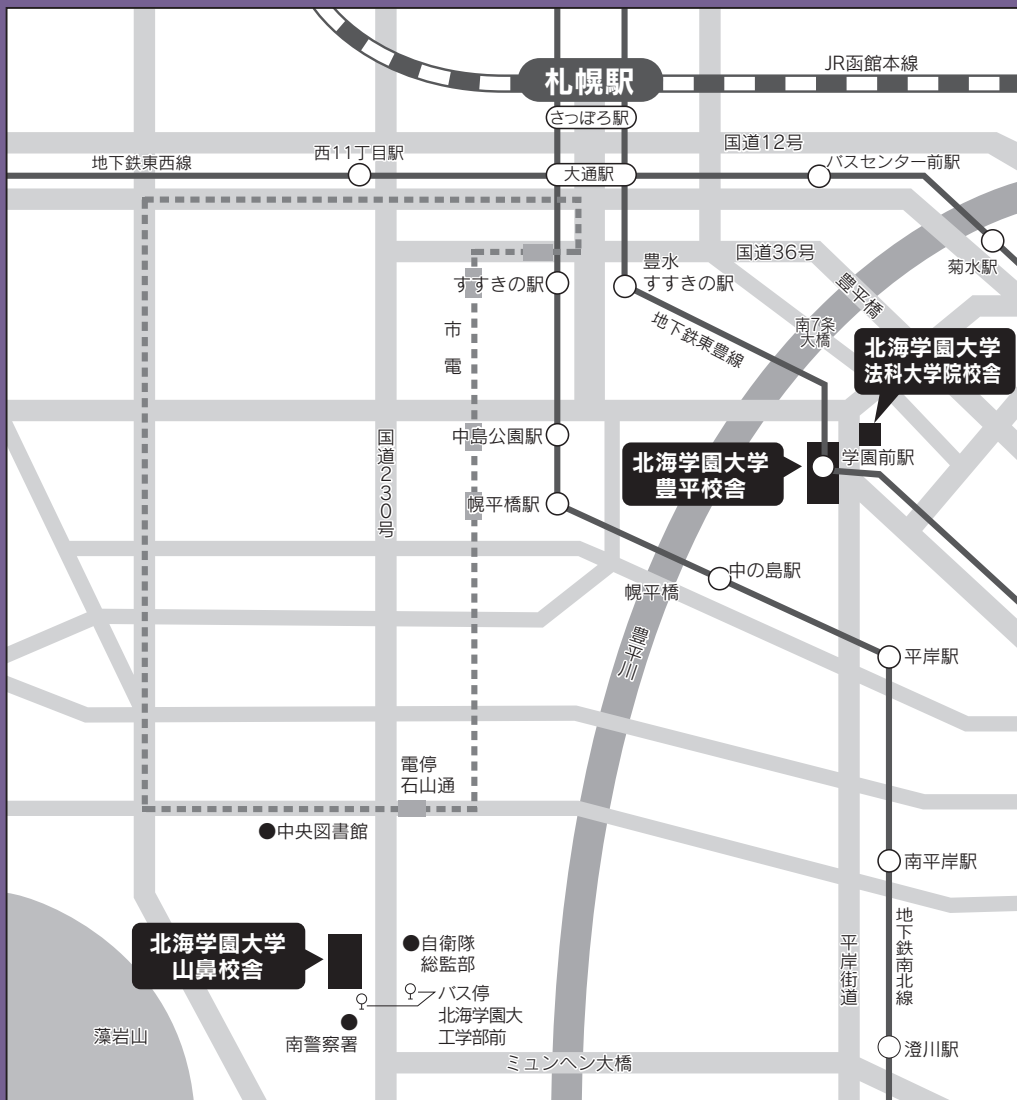 JR函館本線
札幌駅
さっぽろ駅
国道12号
地下鉄東西線
西11丁目駅
大通駅
バスセンター前駅
国道36号
菊水駅
豊水
すすきの駅
すすきの駅
豊平橋
地下鉄東豊線
南7条
大橋
市電
北海学園大学
法科大学院校舎
中島公園駅
国道230号
北海学園大学
豊平校舎
学園前駅
幌平橋駅
中の島駅
幌平橋
豊平川
平岸駅
電停
石山通
中央図書館
南平岸駅
地下鉄南北線
平岸街道
北海学園大学
山鼻校舎
自衛隊
総監部
バス停
北海学園大
工学部前
南警察署
藻岩山
ミュンヘン大橋
澄川駅